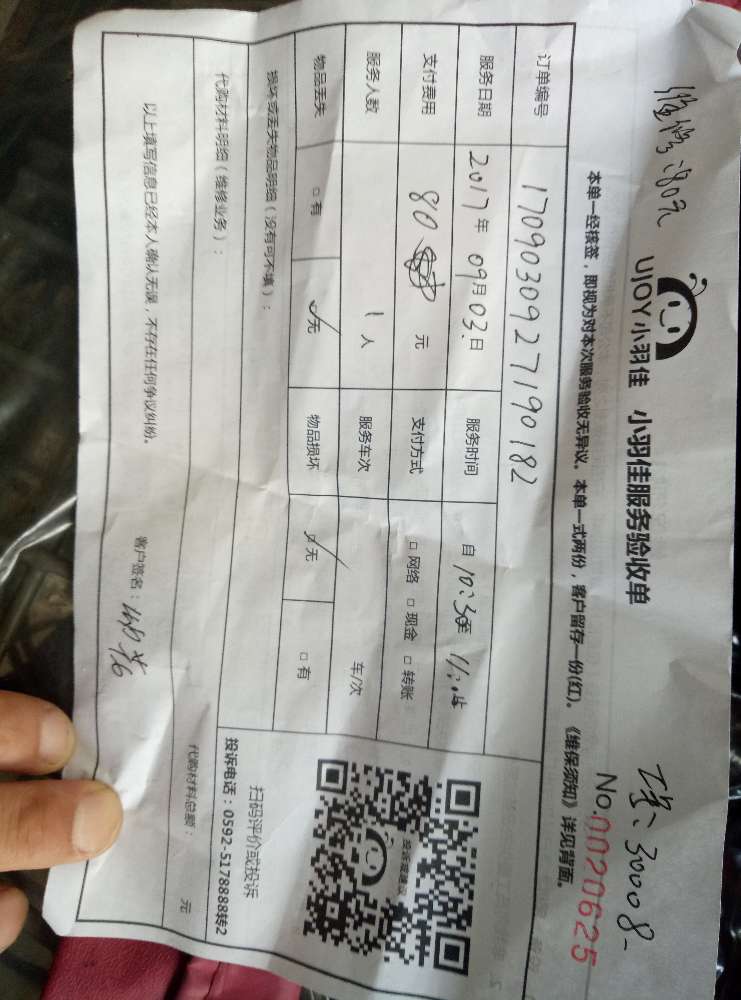 维修:80元
UJOY小羽佳 小羽佳服务验收单
30008-
No.0020625
本单一经核签，即视为对本次服务验收无异议。本单一式两份，客户留存一份(红)。《维保须知》详见背面。
订单编号 1709030927190182
服务日期 2017年 09月 03日 服务时间 自 10:30至 11:15
支付费用 80 元 支付方式 □ 网络 □ 现金 □ 转账
服务人数 1 人 服务车次 车/次
物品丢失 □ 有 □ 无 物品损坏 □ 无 □ 有
损坏或丢失物品明细（没有可不填）：
扫码评价或投诉
投诉电话：0592-5178888转2
代购材料明细（维修业务）： 代购材料总额： 元
以上填写信息已经本人确认无误，不存在任何争议纠纷。 客户签名：